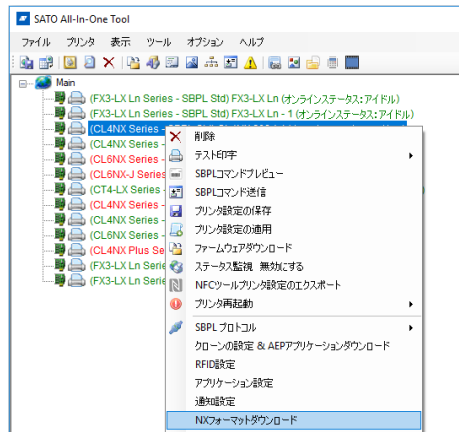 SATO All-In-One Tool
ファイル プリンタ 表示 ツール オプション ヘルプ
Main
(FX3-LX Ln Series - SBPL Std) FX3-LX Ln (オンラインステータス:アイドル)
(FX3-LX Ln Series - SBPL Std) FX3-LX Ln - 1 (オンラインステータス:アイドル)
(CL4NX Series -
(CL4NX Series -
(CL6NX Series -
(CL6NX-J Series
(CT4-LX Series -
(CL4NX Series -
(CL4NX Series -
(CL6NX Series -
(CL4NX Plus Se
(FX3-LX Ln Serie
(FX3-LX Ln Serie
削除
テスト印字
SBPLコマンドプレビュー
SBPLコマンド送信
プリンタ設定の保存
プリンタ設定の適用
ファームウェアダウンロード
ステータス監視 無効にする
NFCツールプリンタ設定のエクスポート
プリンタ再起動
SBPL プロトコル
クローンの設定 & AEPアプリケーションダウンロード
RFID設定
アプリケーション設定
通知設定
NXフォーマットダウンロード